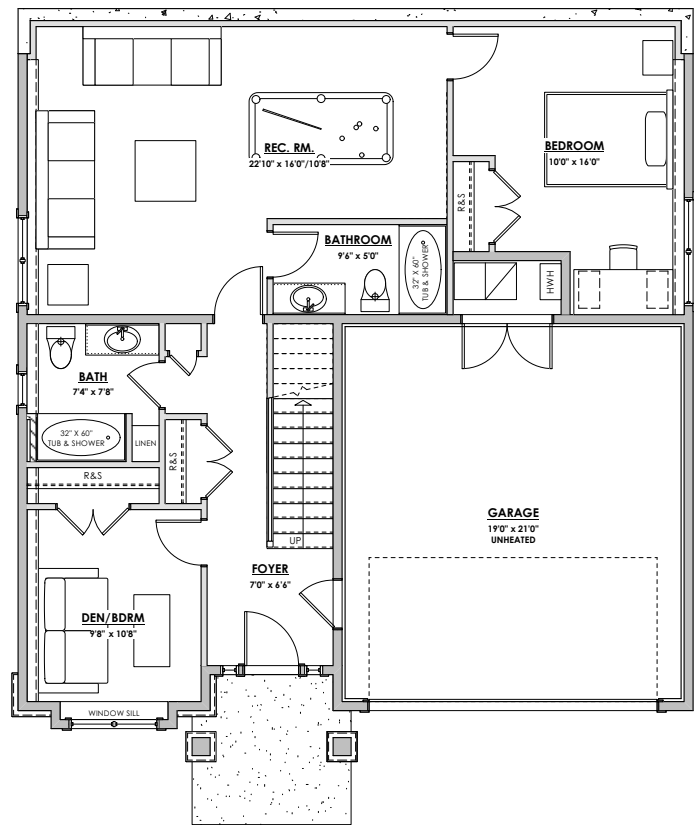 REC. RM.
22'10" x 16'0"/10'8"
BEDROOM
10'0" x 16'0"
R&S
BATHROOM
9'6" x 5'0"
32" X 60"
TUB & SHOWER
HWH
BATH
7'4" x 7'8"
32" X 60"
TUB & SHOWER
LINEN
R&S
R&S
GARAGE
19'0" x 21'0"
UNHEATED
UP
FOYER
7'0" x 6'6"
DEN/BDRM
9'8" x 10'8"
WINDOW SILL